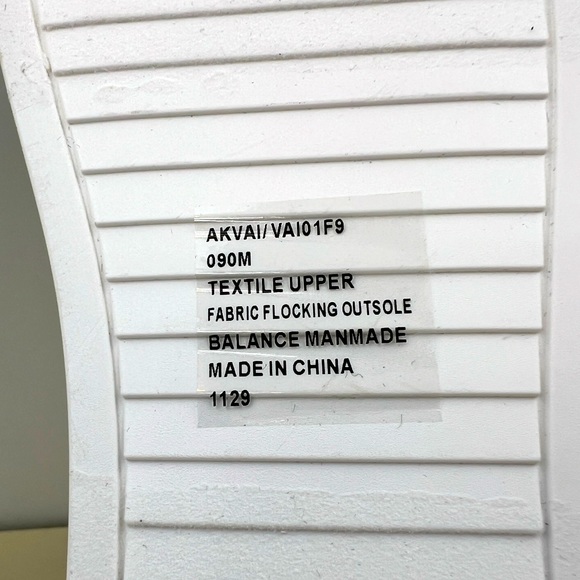 AKVAI/VAI01F9
090M
TEXTILE UPPER
FABRIC FLOCKING OUTSOLE
BALANCE MANMADE
MADE IN CHINA
1129